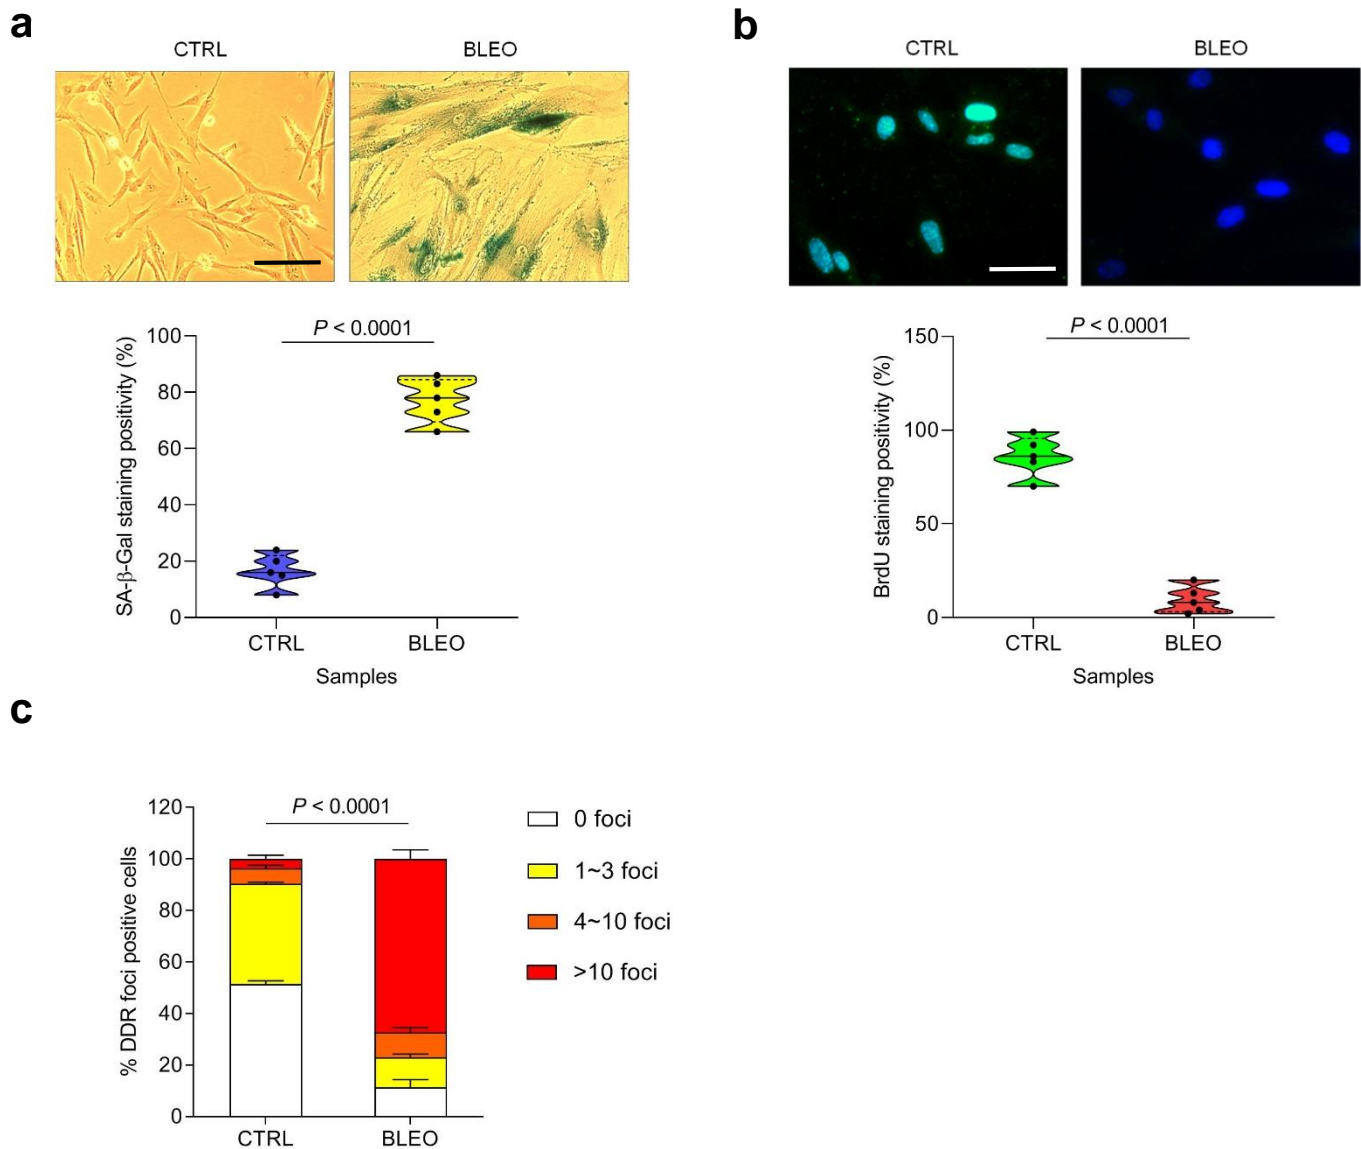 a
CTRL
BLEO
P < 0.0001
SA-β-Gal staining positivity (%)
100
80
60
40
20
0
CTRL
BLEO
Samples
b
CTRL
BLEO
P < 0.0001
BrdU staining positivity (%)
150
100
50
0
CTRL
BLEO
Samples
c
P < 0.0001
% DDR foci positive cells
120
100
80
60
40
20
0
CTRL
BLEO
0 foci
1~3 foci
4~10 foci
>10 foci